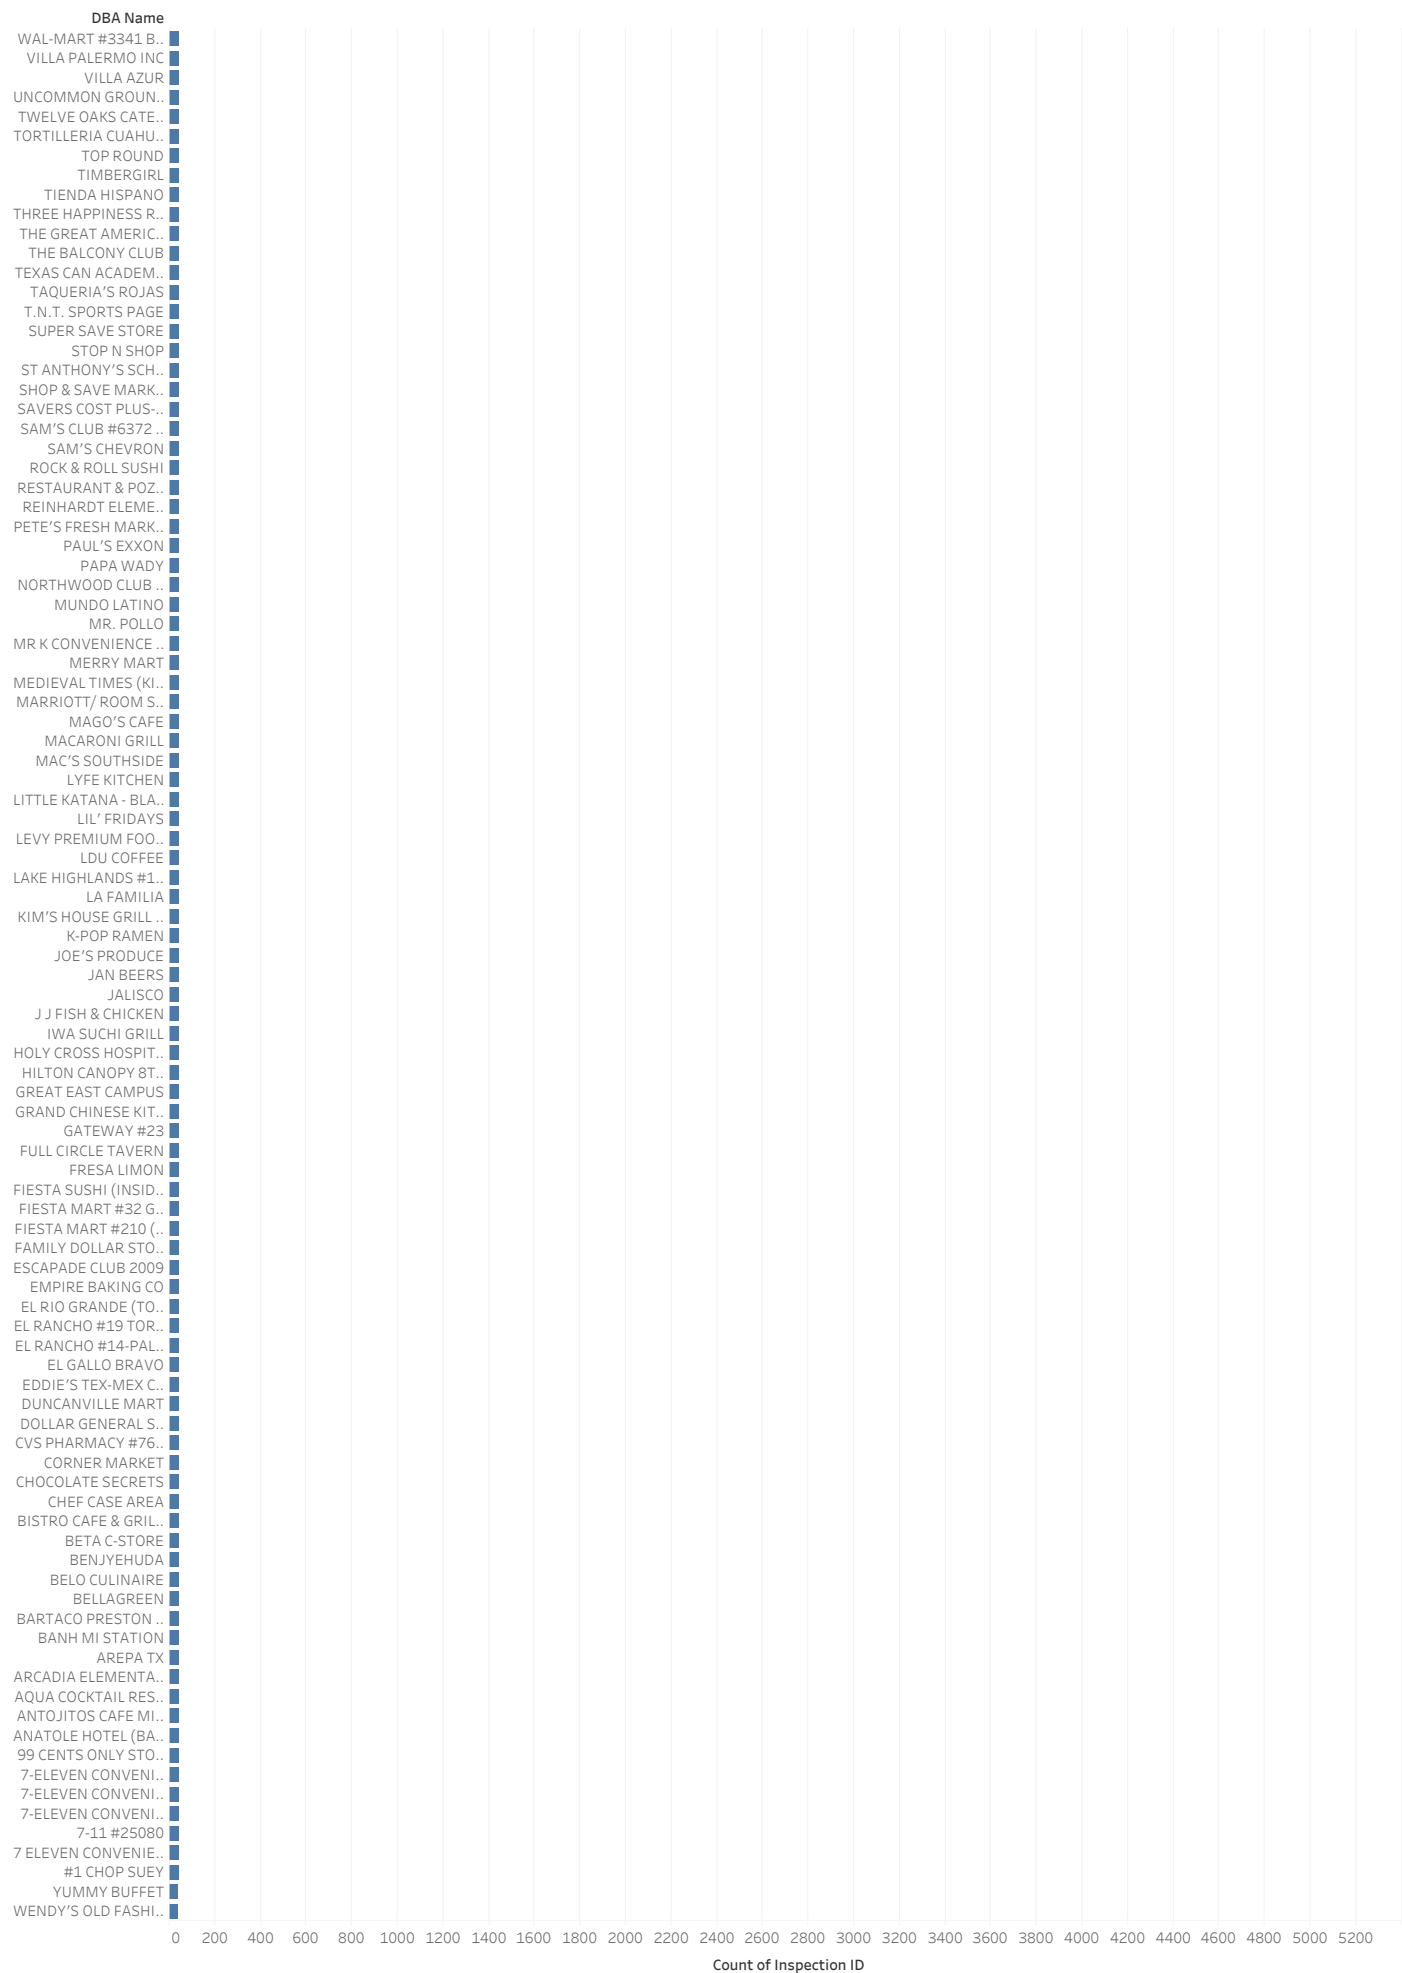 DBA Name
WAL-MART #3341 B..
VILLA PALERMO INC
VILLA AZUR
UNCOMMON GROUN..
TWELVE OAKS CATE..
TORTILLERIA CUAHU..
TOP ROUND
TIMBERGIRL
TIENDA HISPANO
THREE HAPPINESS R..
THE GREAT AMERIC..
THE BALCONY CLUB
TEXAS CAN ACADEM..
TAQUERIA'S ROJAS
T.N.T. SPORTS PAGE
SUPER SAVE STORE
STOP N SHOP
ST ANTHONY'S SCH..
SHOP & SAVE MARK..
SAVERS COST PLUS-..
SAM'S CLUB #6372 ..
SAM'S CHEVRON
ROCK & ROLL SUSHI
RESTAURANT & POZ..
REINHARDT ELEME..
PETE'S FRESH MARK..
PAUL'S EXXON
PAPA WADY
NORTHWOOD CLUB ..
MUNDO LATINO
MR. POLLO
MR K CONVENIENCE ..
MERRY MART
MEDIEVAL TIMES (KI..
MARRIOTT/ ROOM S..
MAGO'S CAFE
MACARONI GRILL
MAC'S SOUTHSIDE
LYFE KITCHEN
LITTLE KATANA - BLA..
LIL' FRIDAYS
LEVY PREMIUM FOO..
LDU COFFEE
LAKE HIGHLANDS #1..
LA FAMILIA
KIM'S HOUSE GRILL ..
K-POP RAMEN
JOE'S PRODUCE
JAN BEERS
JALISCO
J J FISH & CHICKEN
IWA SUCHI GRILL
HOLY CROSS HOSPIT..
HILTON CANOPY 8T..
GREAT EAST CAMPUS
GRAND CHINESE KIT..
GATEWAY #23
FULL CIRCLE TAVERN
FRESA LIMON
FIESTA SUSHI (INSID..
FIESTA MART #32 G..
FIESTA MART #210 (..
FAMILY DOLLAR STO..
ESCAPADE CLUB 2009
EMPIRE BAKING CO
EL RIO GRANDE (TO..
EL RANCHO #19 TOR..
EL RANCHO #14-PAL..
EL GALLO BRAVO
EDDIE'S TEX-MEX C..
DUNCANVILLE MART
DOLLAR GENERAL S..
CVS PHARMACY #76..
CORNER MARKET
CHOCOLATE SECRETS
CHEF CASE AREA
BISTRO CAFE & GRIL..
BETA C-STORE
BENJYEHUDA
BELO CULINAIRE
BELLAGREEN
BARTACO PRESTON ..
BANH MI STATION
AREPA TX
ARCADIA ELEMENTA..
AQUA COCKTAIL RES..
ANTOJITOS CAFE MI..
ANATOLE HOTEL (BA..
99 CENTS ONLY STO..
7-ELEVEN CONVENI..
7-ELEVEN CONVENI..
7-ELEVEN CONVENI..
7-11 #25080
7 ELEVEN CONVENIE..
#1 CHOP SUEY
YUMMY BUFFET
WENDY'S OLD FASHI..
0 200 400 600 800 1000 1200 1400 1600 1800 2000 2200 2400 2600 2800 3000 3200 3400 3600 3800 4000 4200 4400 4600 4800 5000 5200
Count of Inspection ID